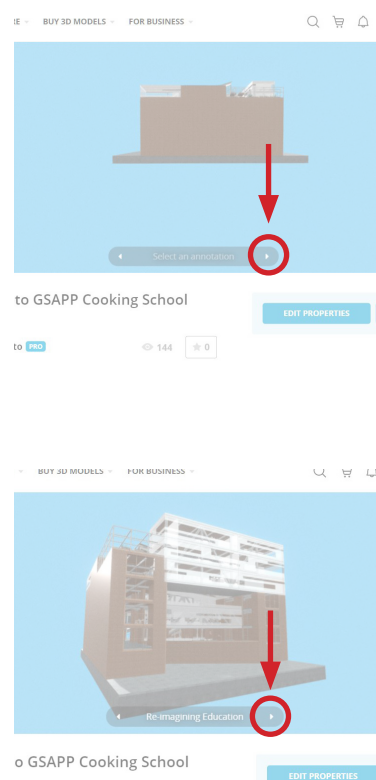 BUY 3D MODELS FOR BUSINESS
Select an annotation
to GSAPP Cooking School
EDIT PROPERTIES
to PRO 144 0
BUY 3D MODELS FOR BUSINESS
Re-imagining Education
o GSAPP Cooking School
EDIT PROPERTIES